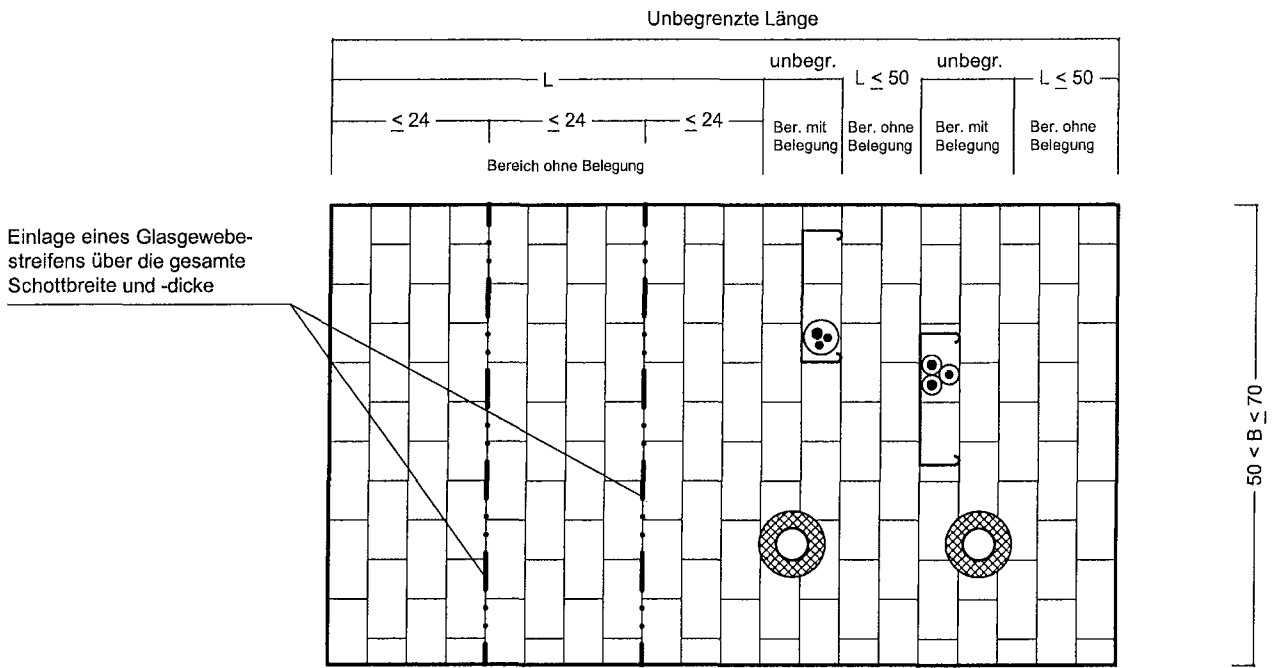 Unbegrenzte Länge
unbegr.
unbegr.
L
L ≤ 50
L ≤ 50
≤ 24
≤ 24
≤ 24
Ber. mit
Belegung
Ber. ohne
Belegung
Ber. mit
Belegung
Ber. ohne
Belegung
Bereich ohne Belegung
Einlage eines Glasgewebe-
streifens über die gesamte
Schottbreite und -dicke
50 < B ≤ 70